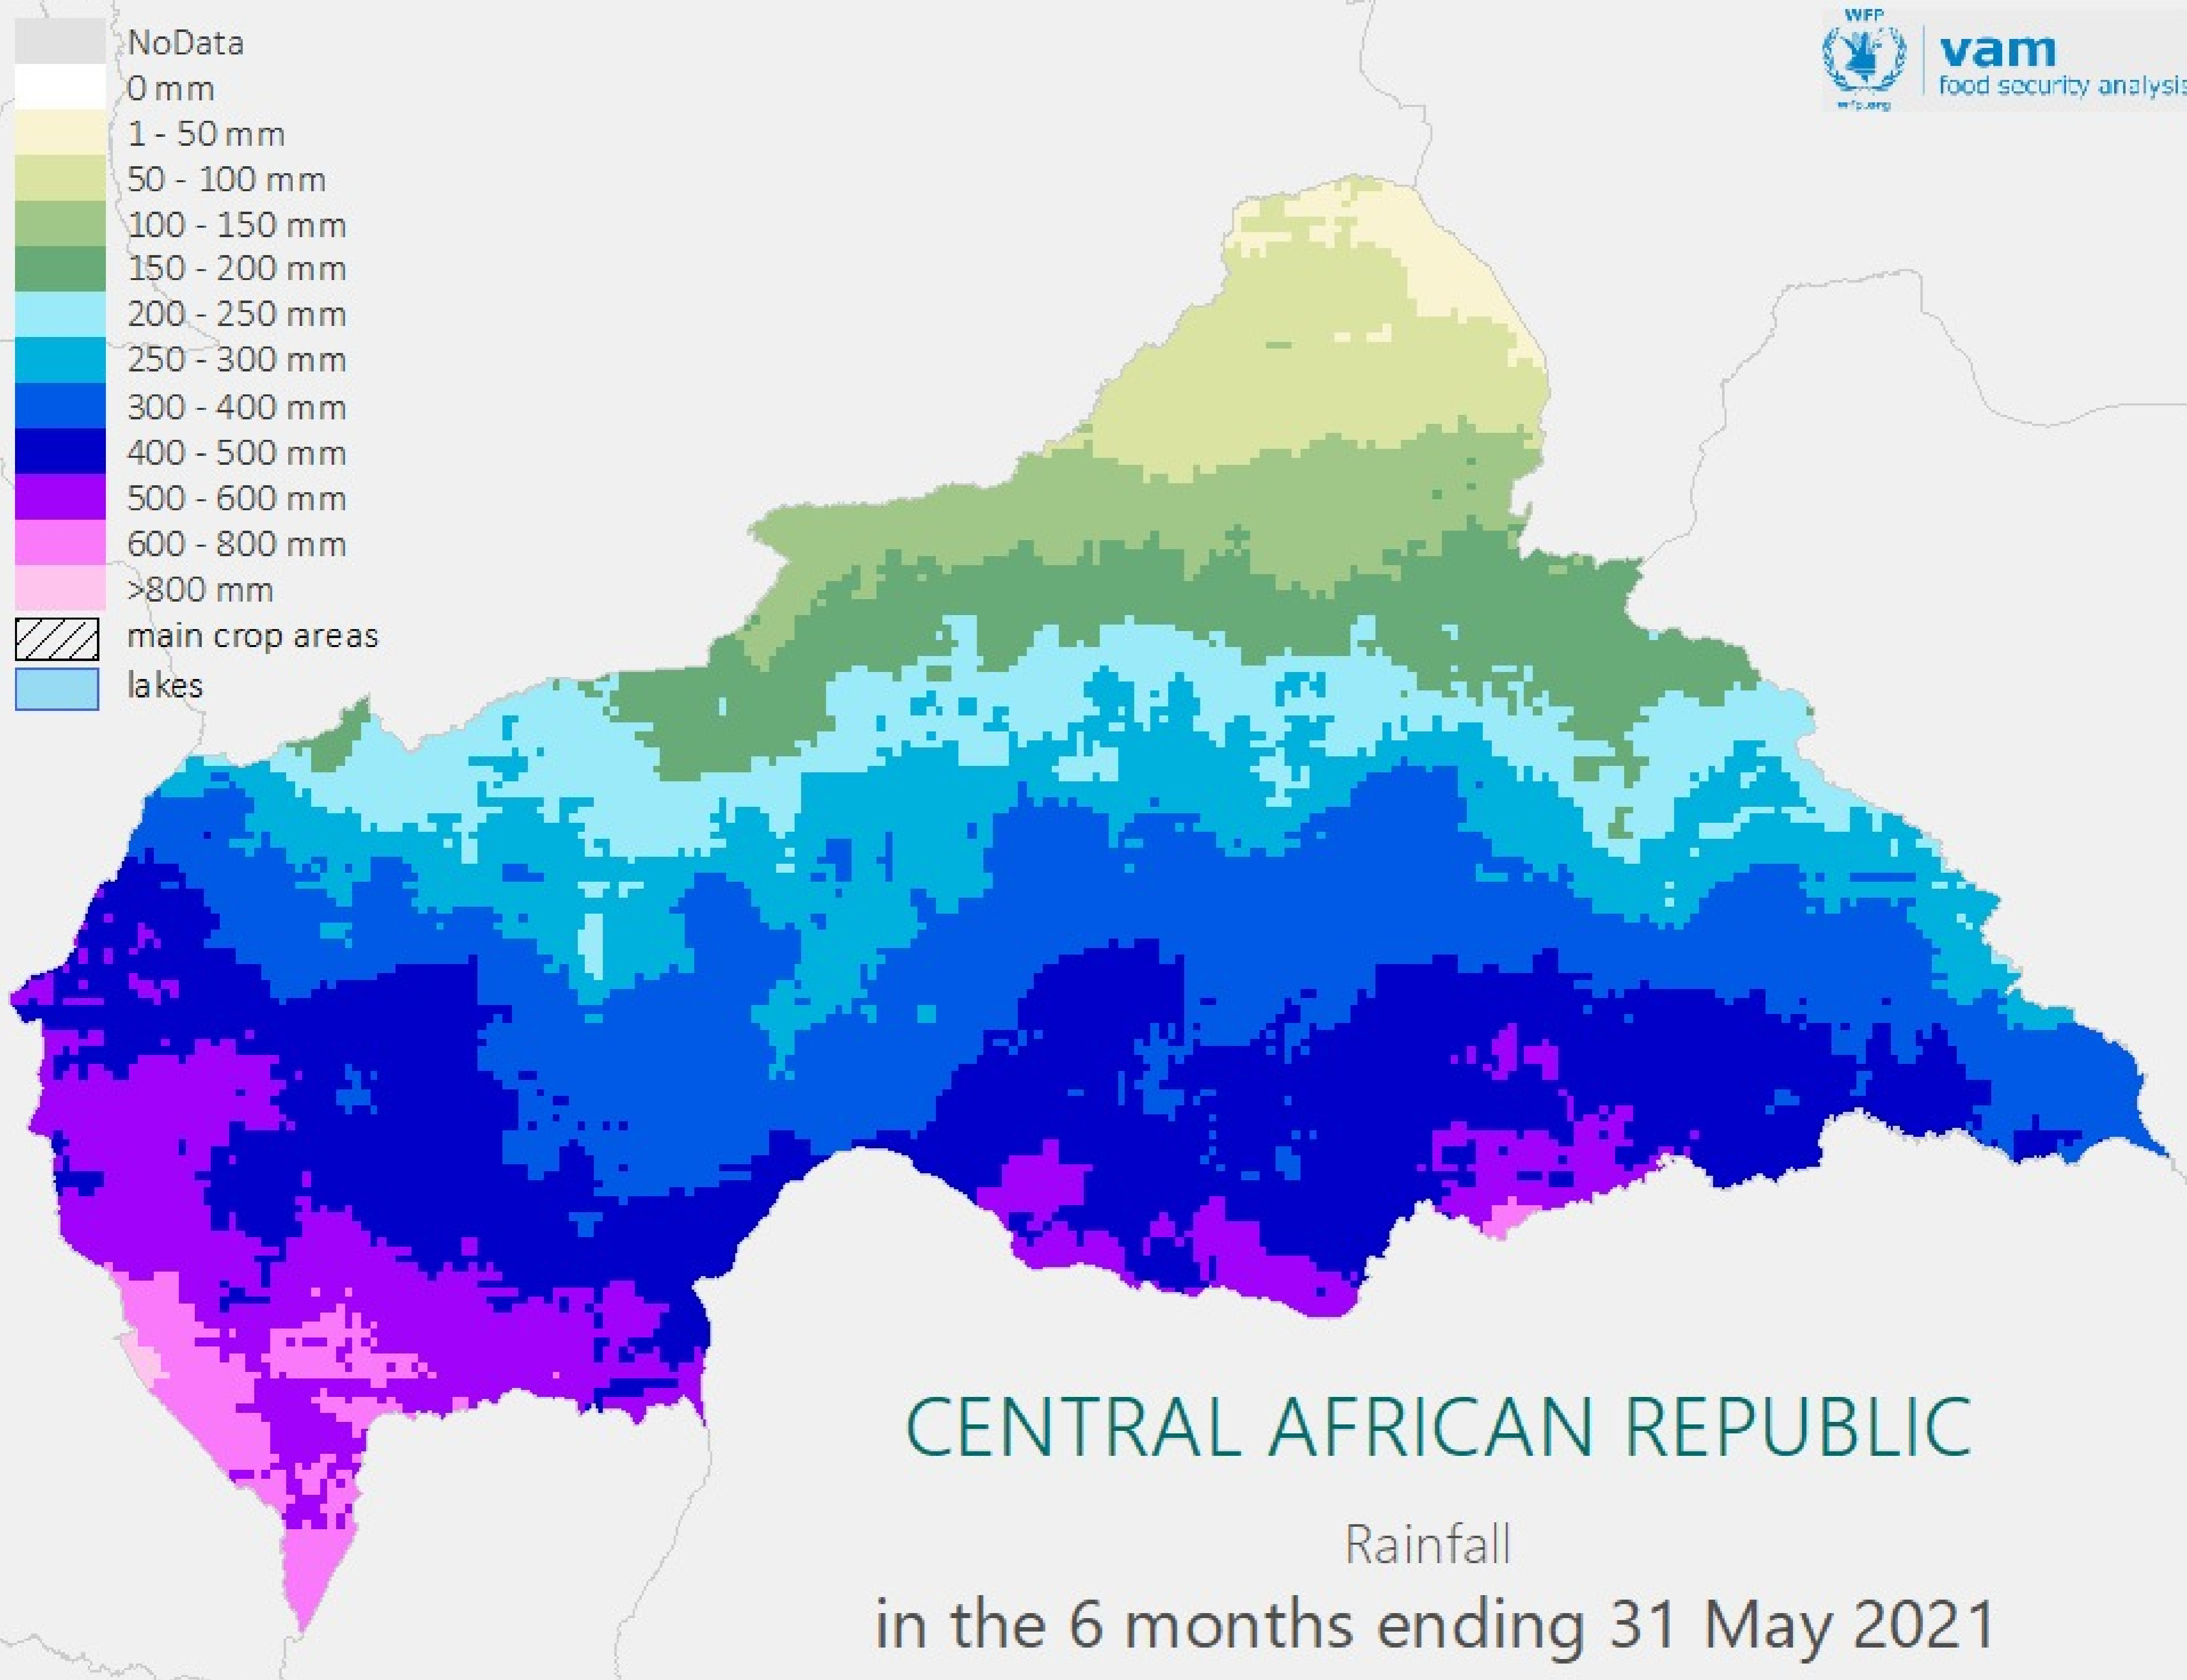 NoData
0 mm
1 - 50 mm
50 - 100 mm
100 - 150 mm
150 - 200 mm
200 - 250 mm
250 - 300 mm
300 - 400 mm
400 - 500 mm
500 - 600 mm
600 - 800 mm
>800 mm
main crop areas
lakes
WFP
wfp.org
vam
food security analysis
CENTRAL AFRICAN REPUBLIC
Rainfall
in the 6 months ending 31 May 2021